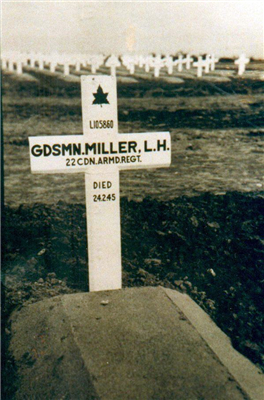 L105860
GDSMN. MILLER, L.H.
22 CDN. ARMD. REGT.
DIED
24.2.45